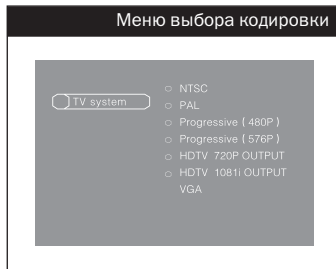 Меню выбора кодировки
TV system
NTSC
PAL
Progressive ( 480P )
Progressive ( 576P )
HDTV 720P OUTPUT
HDTV 1081i OUTPUT
VGA